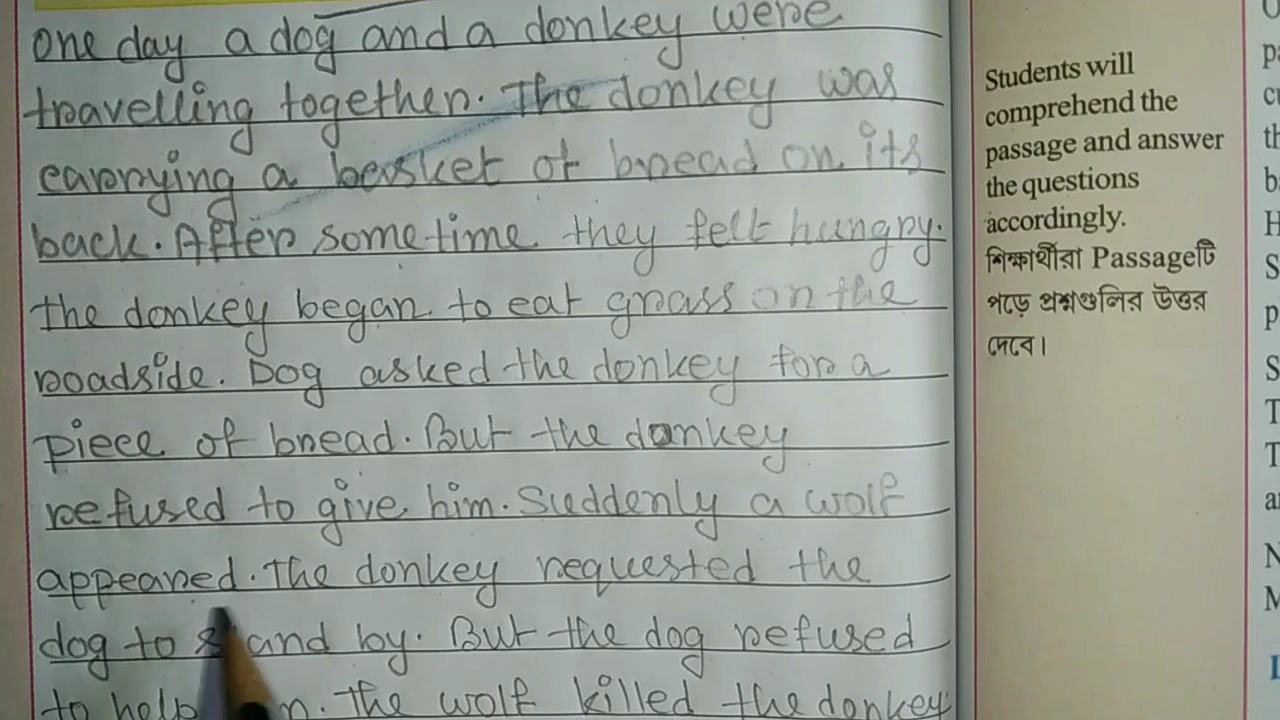 one day a dog and a donkey were
travelling together. The donkey was
carrying a basket of bread on its
back. After sometime they felt hungry.
the donkey began to eat grass on the
roadside. Dog asked the donkey for a
piece of bread. But the donkey
refused to give him. Suddenly a wolf
appeared. The donkey requested the
dog to stand by. But the dog refused
to help. The wolf killed the donkey
Students will
comprehend the
passage and answer
the questions
accordingly.
শিক্ষার্থীরা Passageটি
পড়ে প্রশ্নগুলির উত্তর
দেবে।